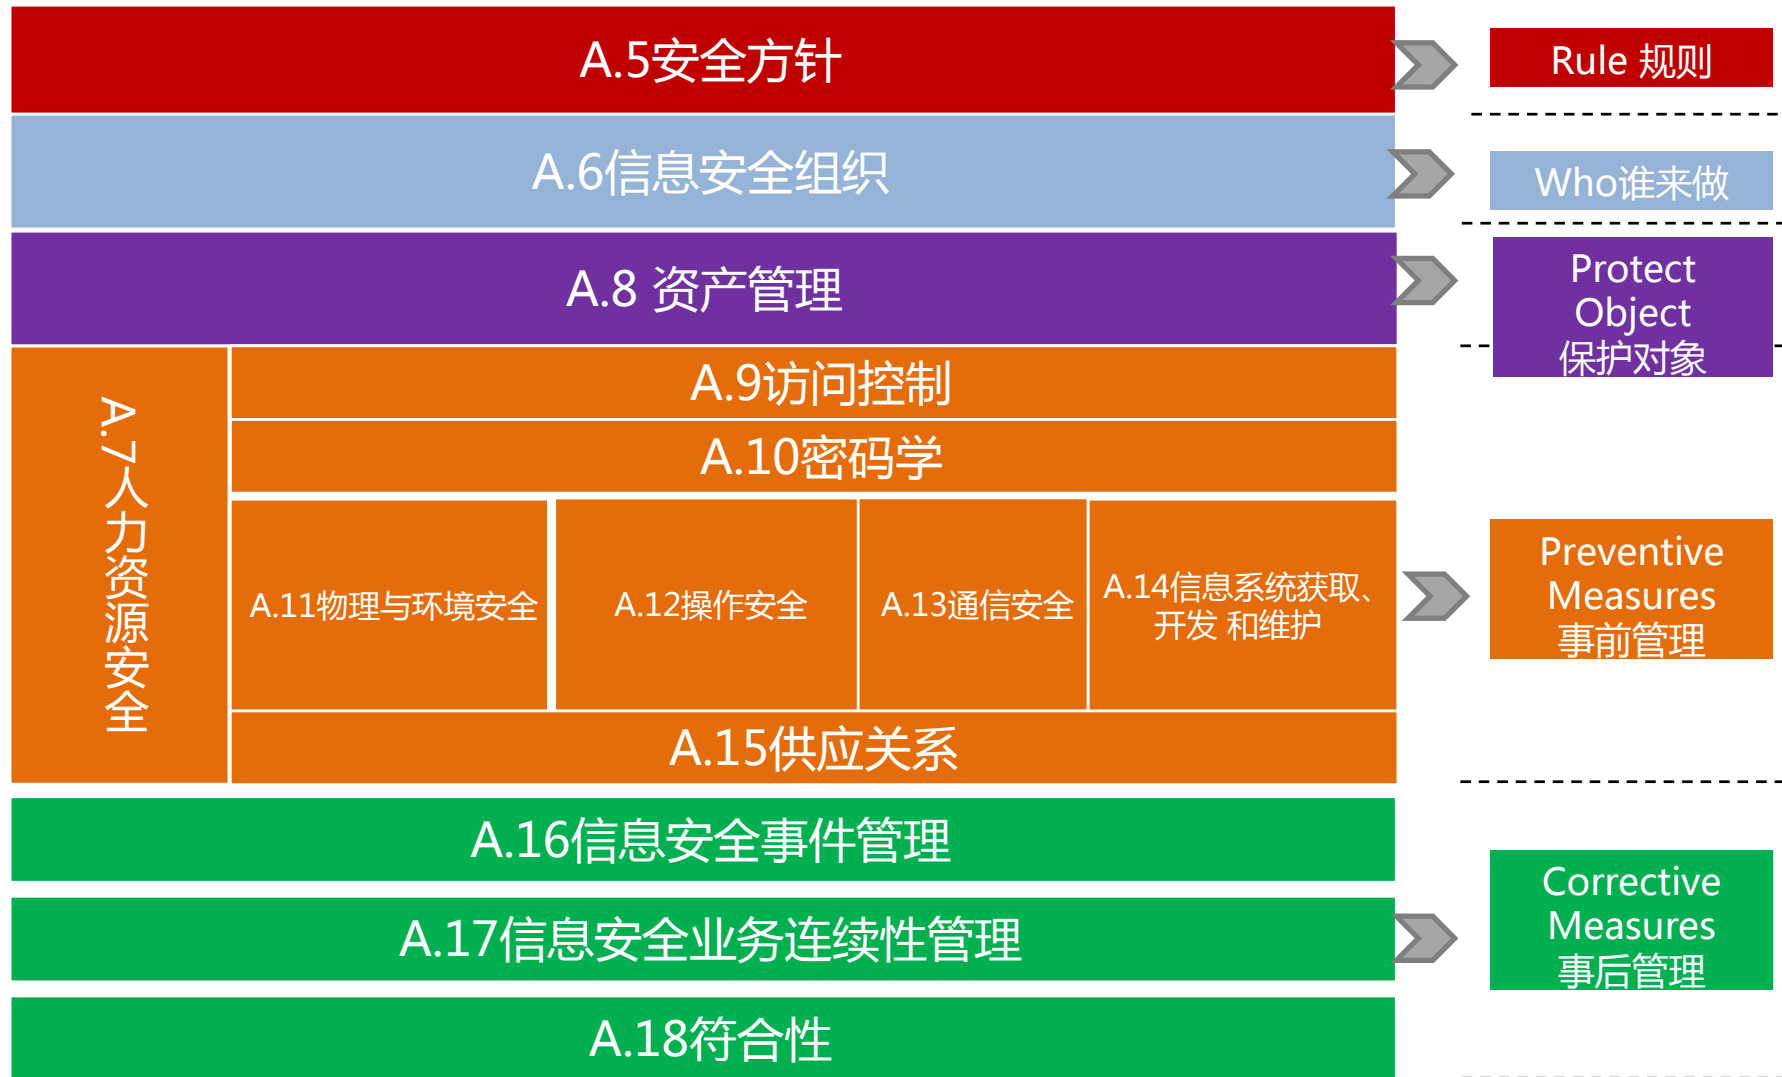 A.5安全方针
Rule 规则
A.6信息安全组织
Who谁来做
A.8 资产管理
Protect
Object
保护对象
A.7人力资源安全
A.9访问控制
A.10密码学
A.11物理与环境安全
A.12操作安全
A.13通信安全
A.14信息系统获取、
开发 和维护
A.15供应关系
Preventive
Measures
事前管理
A.16信息安全事件管理
A.17信息安全业务连续性管理
A.18符合性
Corrective
Measures
事后管理